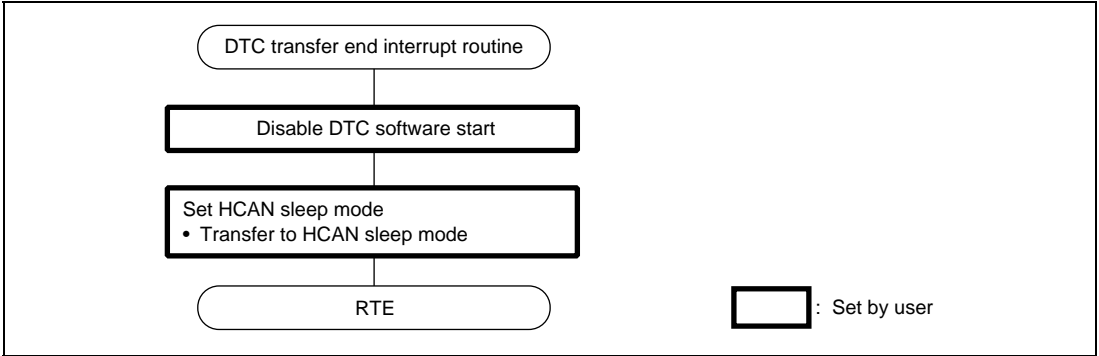 DTC transfer end interrupt routine
Disable DTC software start
Set HCAN sleep mode
• Transfer to HCAN sleep mode
RTE
: Set by user